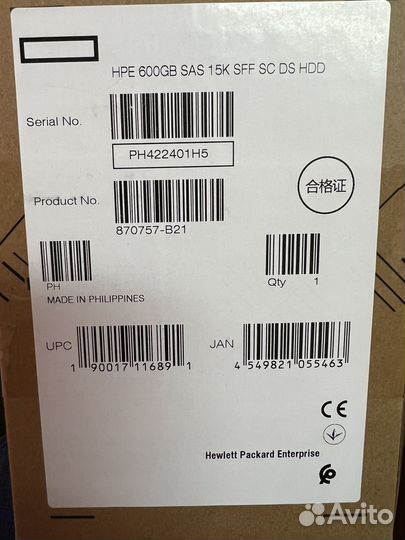 HPE 600GB SAS 15K SFF SC DS HDD
Serial No.
PH422401H5
合格证
Product No.
870757-B21
PH
Qty 1
MADE IN PHILIPPINES
UPC
1 90017 11689 1
JAN
4 549821 055463
CE
Hewlett Packard Enterprise
Avito